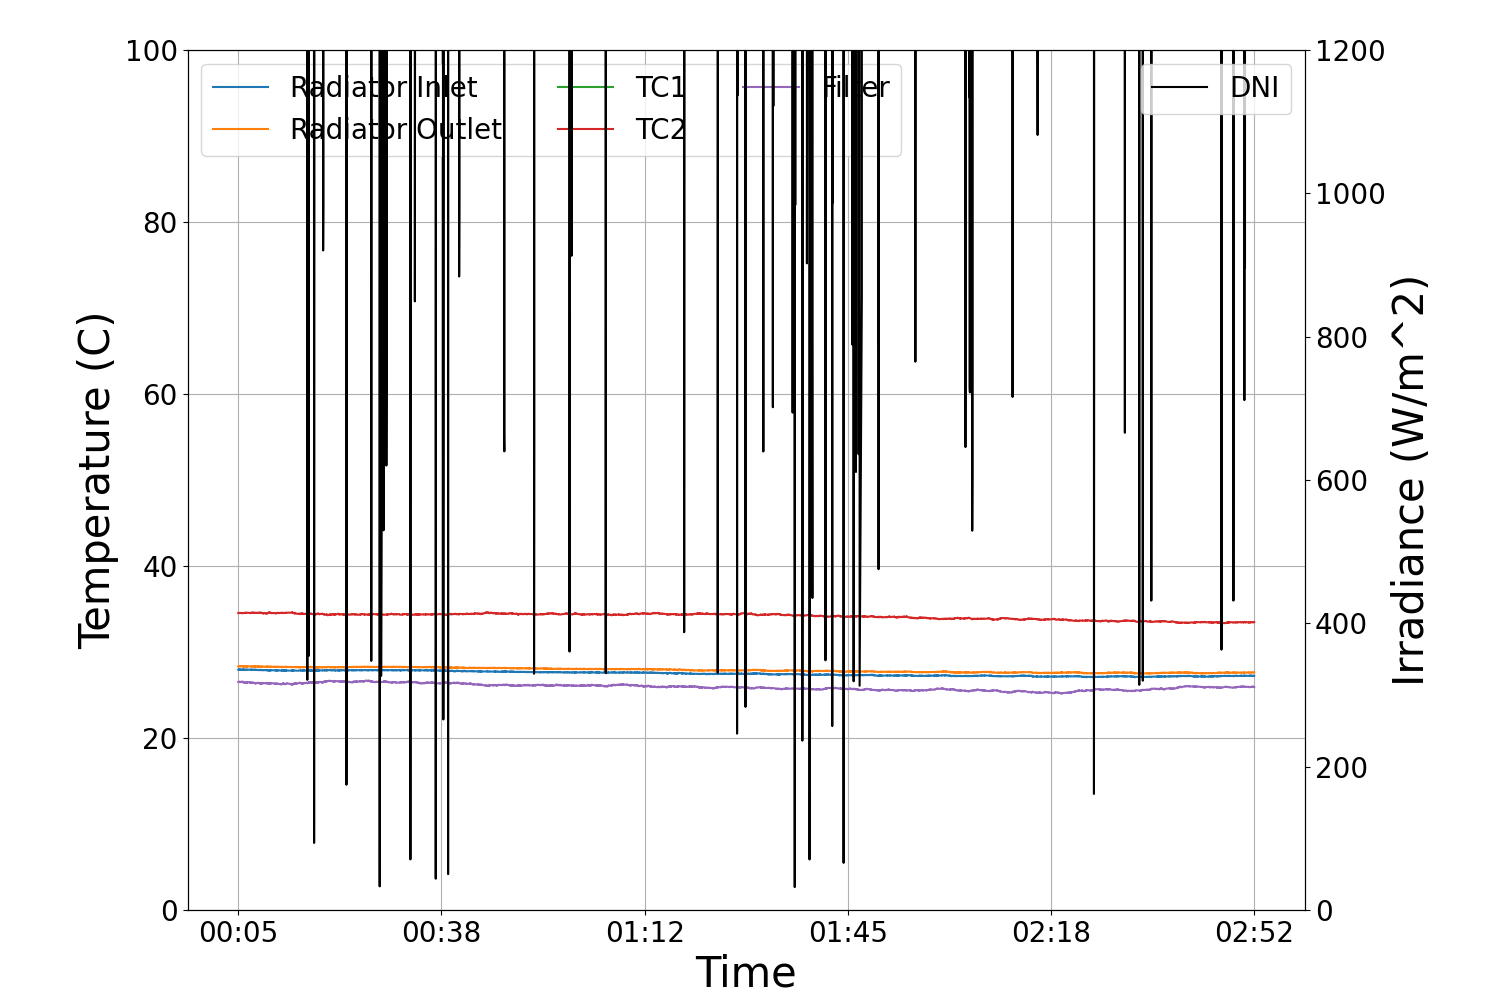 Radiator Inlet
Radiator Outlet
TC1
TC2
Filter
DNI
100
80
60
40
20
0
Temperature (C)
1200
1000
800
600
400
200
0
Irradiance (W/m^2)
00:05 00:38 01:12 01:45 02:18 02:52
Time